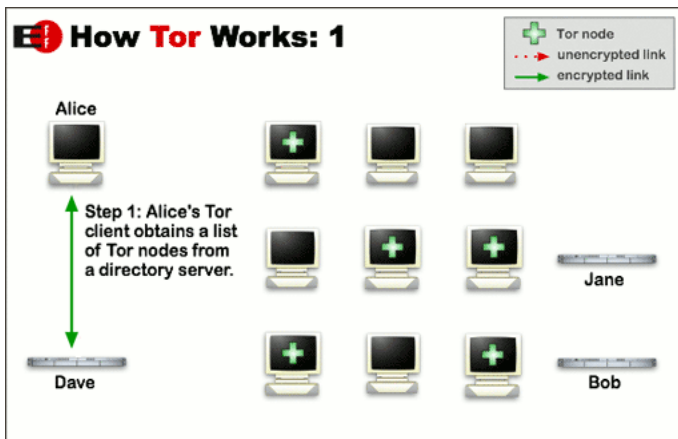 EFF How Tor Works: 1
Tor node
unencrypted link
encrypted link
Alice
Step 1: Alice's Tor
client obtains a list
of Tor nodes from
a directory server.
Jane
Dave
Bob